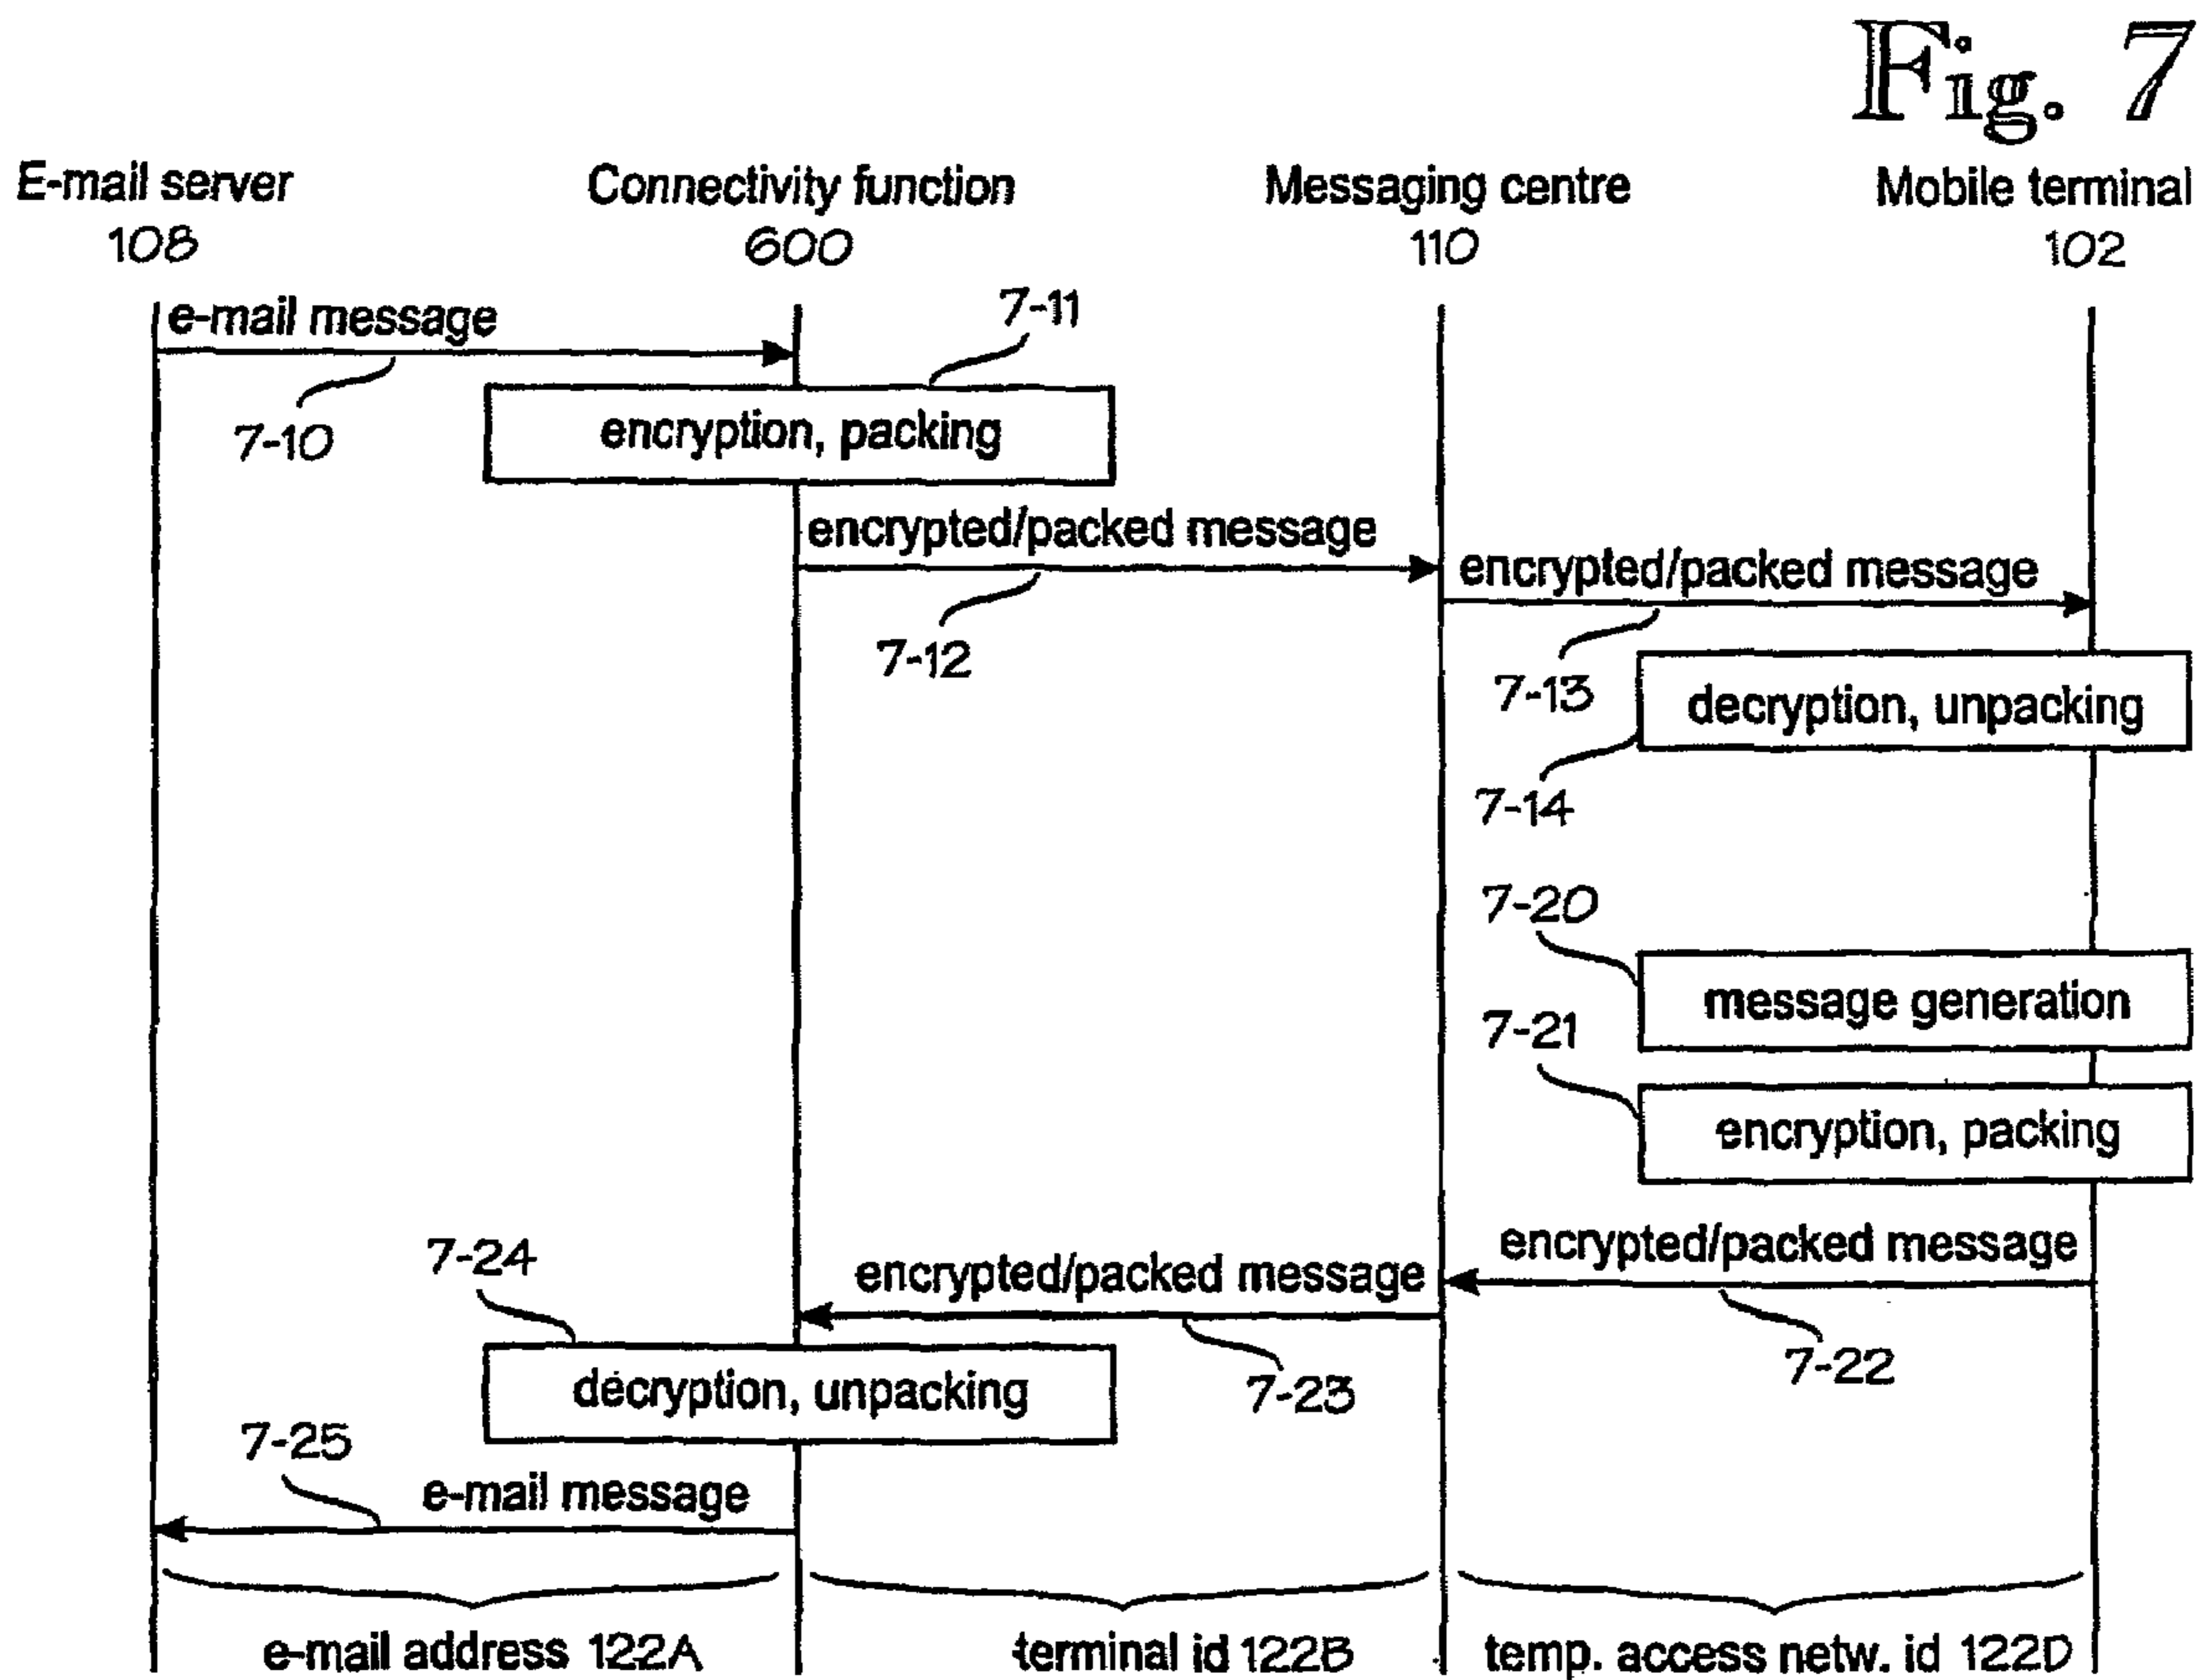 Fig. 7
E-mail server
108
Connectivity function
600
Messaging centre
110
Mobile terminal
102
e-mail message
7-10
7-11
encryption, packing
encrypted/packed message
7-12
encrypted/packed message
7-13
decryption, unpacking
7-14
7-20
message generation
7-21
encryption, packing
encrypted/packed message
7-22
encrypted/packed message
7-23
7-24
decryption, unpacking
7-25
e-mail message
e-mail address 122A
terminal id 122B
temp. access netw. id 122D